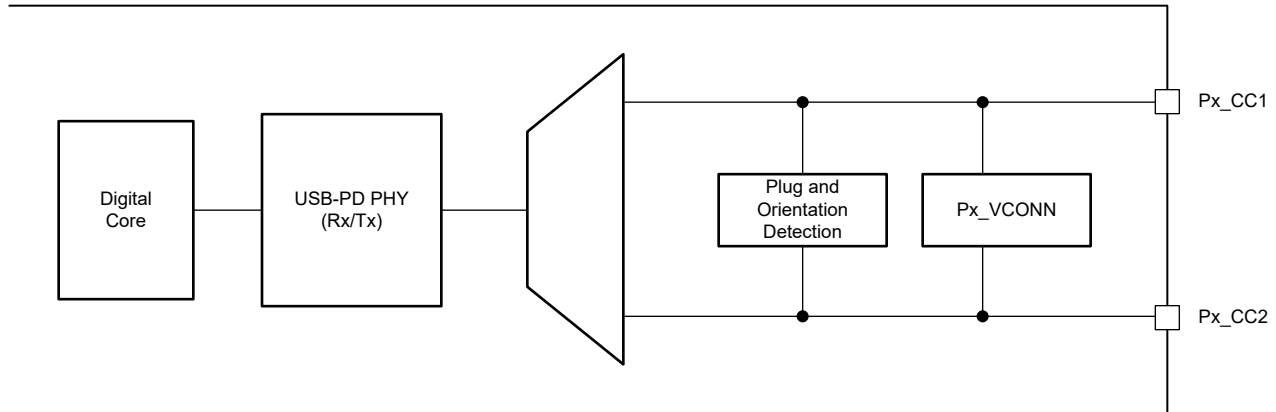 Digital
Core
USB-PD PHY
(Rx/Tx)
Plug and
Orientation
Detection
Px_VCONN
Px_CC1
Px_CC2